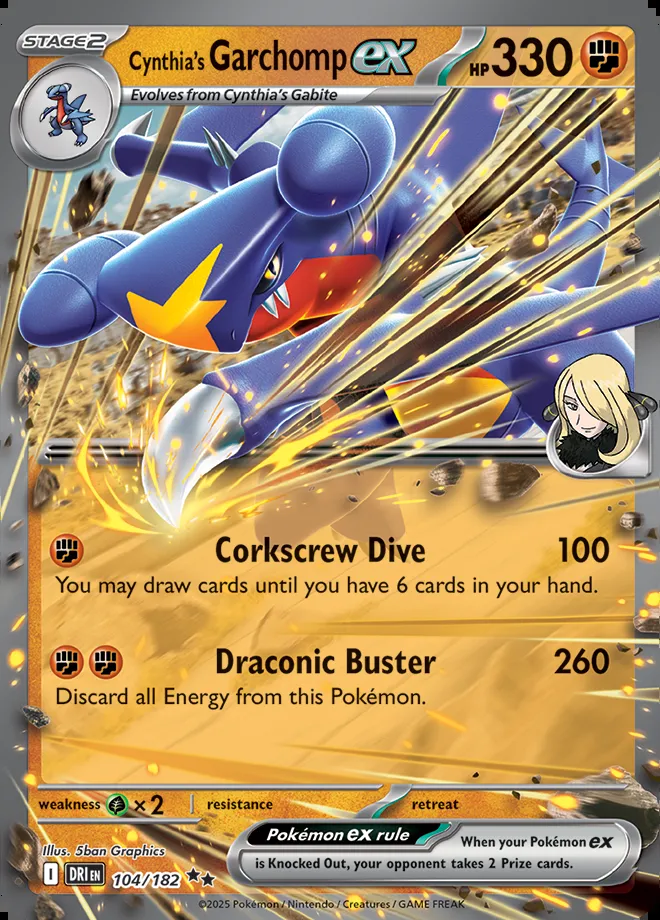 STAGE2
Cynthia's Garchomp ex HP 330
Evolves from Cynthia's Gabite
Corkscrew Dive 100
You may draw cards until you have 6 cards in your hand.
Draconic Buster 260
Discard all Energy from this Pokémon.
weakness ×2 resistance retreat
Illus. 5ban Graphics
Pokémon ex rule
When your Pokémon ex
is Knocked Out, your opponent takes 2 Prize cards.
I DRI EN 104/182 ★★
©2025 Pokémon / Nintendo / Creatures / GAME FREAK